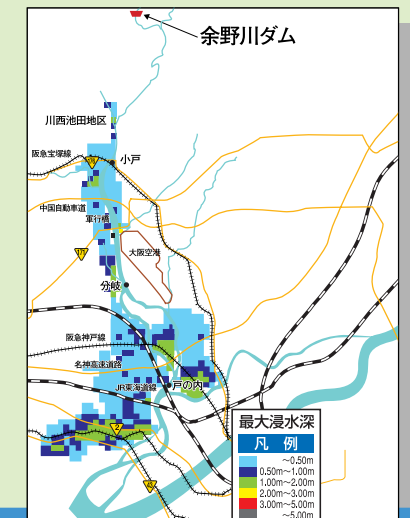 余野川ダム
川西池田地区
阪急宝塚線
小戸
中国自動車道
軍行橋
大阪空港
分岐
阪急神戸線
名神高速道路
JR東海道線
戸の内
2
最大浸水深
凡 例
～0.50m
0.50m～1.00m
1.00m～2.00m
2.00m～3.00m
3.00m～5.00m
～5.00m